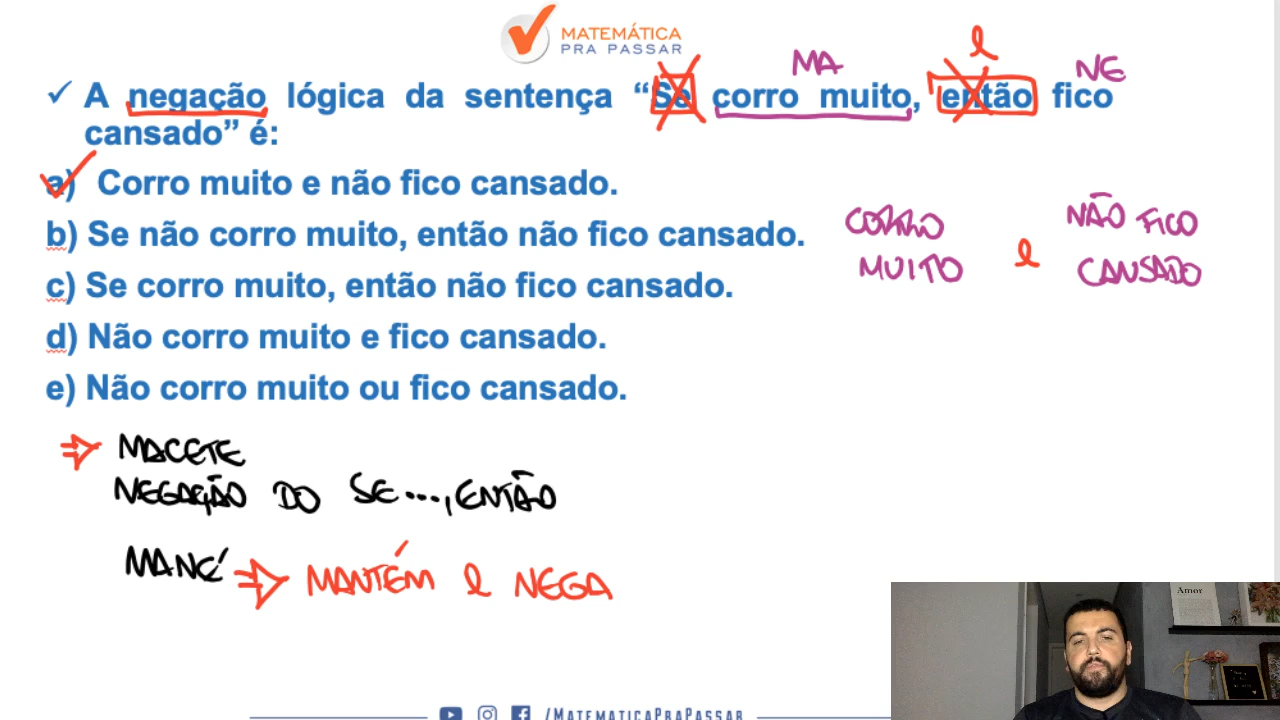 MATEMÁTICA
PRA PASSAR
l
MA
NE
✓ A negação lógica da sentença “Se corro muito, então fico
cansado” é:
a) Corro muito e não fico cansado.
b) Se não corro muito, então não fico cansado.
c) Se corro muito, então não fico cansado.
d) Não corro muito e fico cansado.
e) Não corro muito ou fico cansado.
CORRO
MUITO
e
NÃO FICO
CANSADO
⇒ MACETE
NEGAÇÃO DO SE...., ENTÃO
MANÉ ⇒ MANTÉM e NEGA
Amor
/MATEMATICAPRAPASSAR